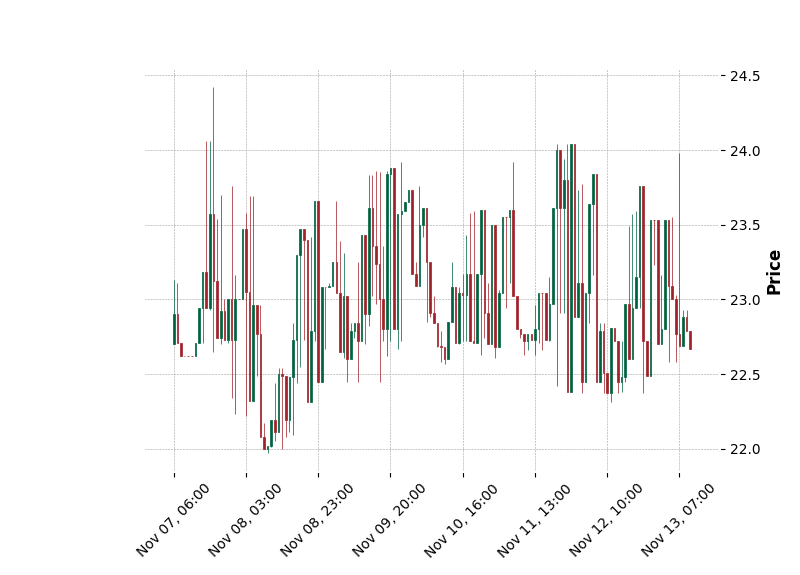 24.5
24.0
23.5
23.0
22.5
22.0
Price
Nov 07, 06:00
Nov 08, 03:00
Nov 08, 23:00
Nov 09, 20:00
Nov 10, 16:00
Nov 11, 13:00
Nov 12, 10:00
Nov 13, 07:00